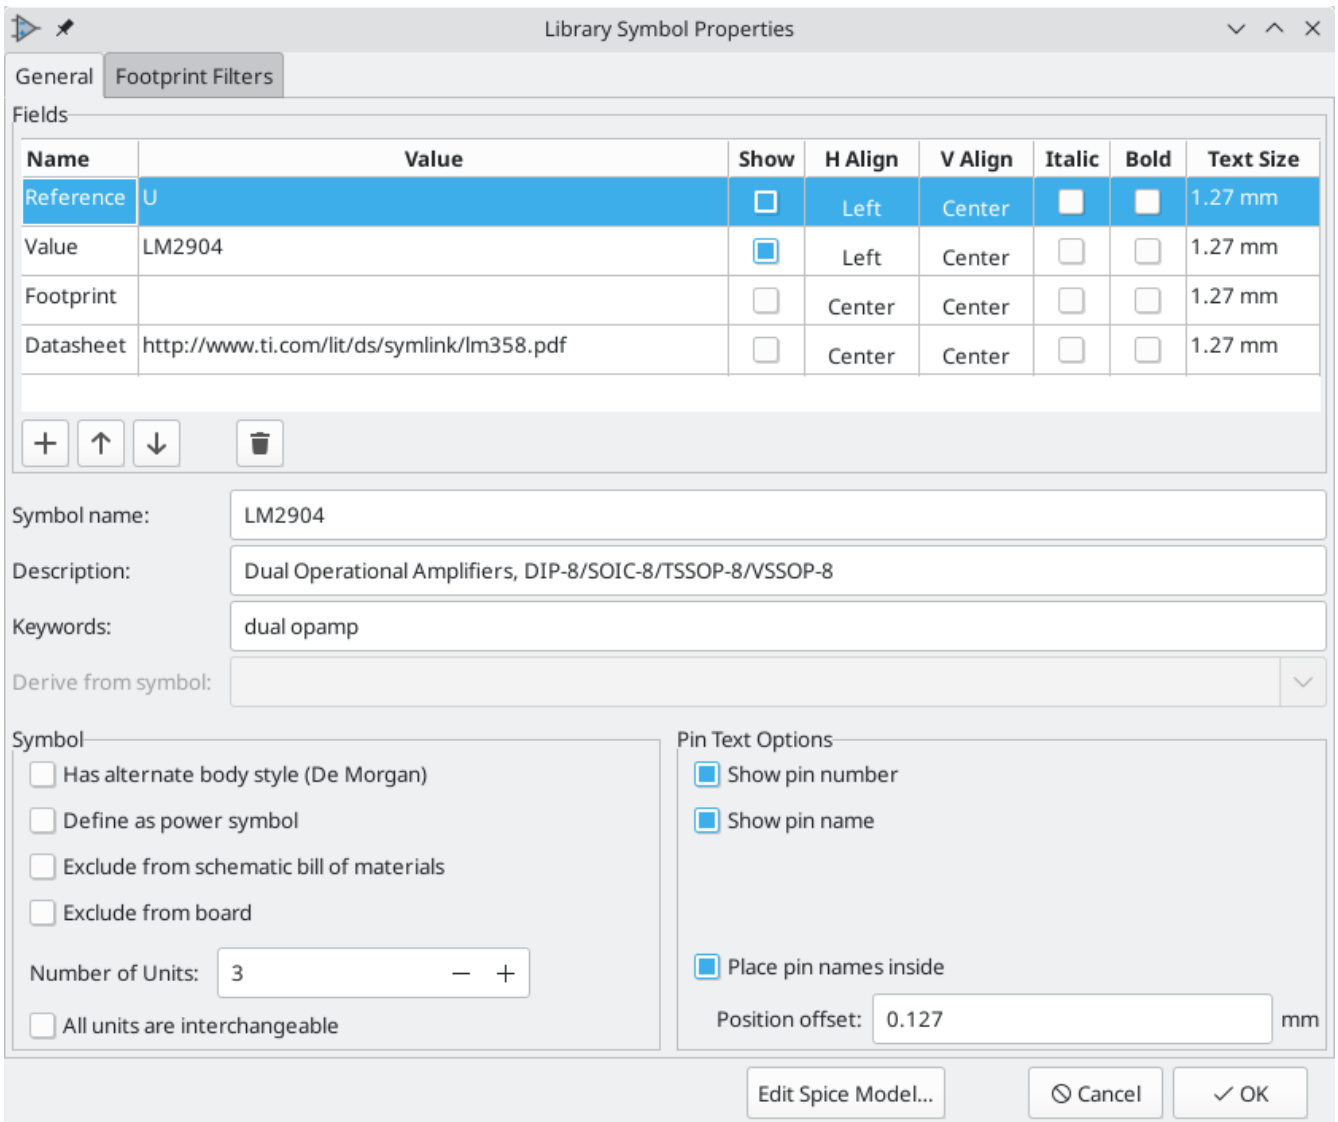 Library Symbol Properties
General Footprint Filters
Fields
Name Value Show H Align V Align Italic Bold Text Size
Reference U Left Center 1.27 mm
Value LM2904 Left Center 1.27 mm
Footprint Center Center 1.27 mm
Datasheet http://www.ti.com/lit/ds/symlink/lm358.pdf Center Center 1.27 mm
Symbol name: LM2904
Description: Dual Operational Amplifiers, DIP-8/SOIC-8/TSSOP-8/VSSOP-8
Keywords: dual opamp
Derive from symbol:
Symbol
Has alternate body style (De Morgan)
Define as power symbol
Exclude from schematic bill of materials
Exclude from board
Number of Units: 3
All units are interchangeable
Pin Text Options
Show pin number
Show pin name
Place pin names inside
Position offset: 0.127 mm
Edit Spice Model... Cancel OK